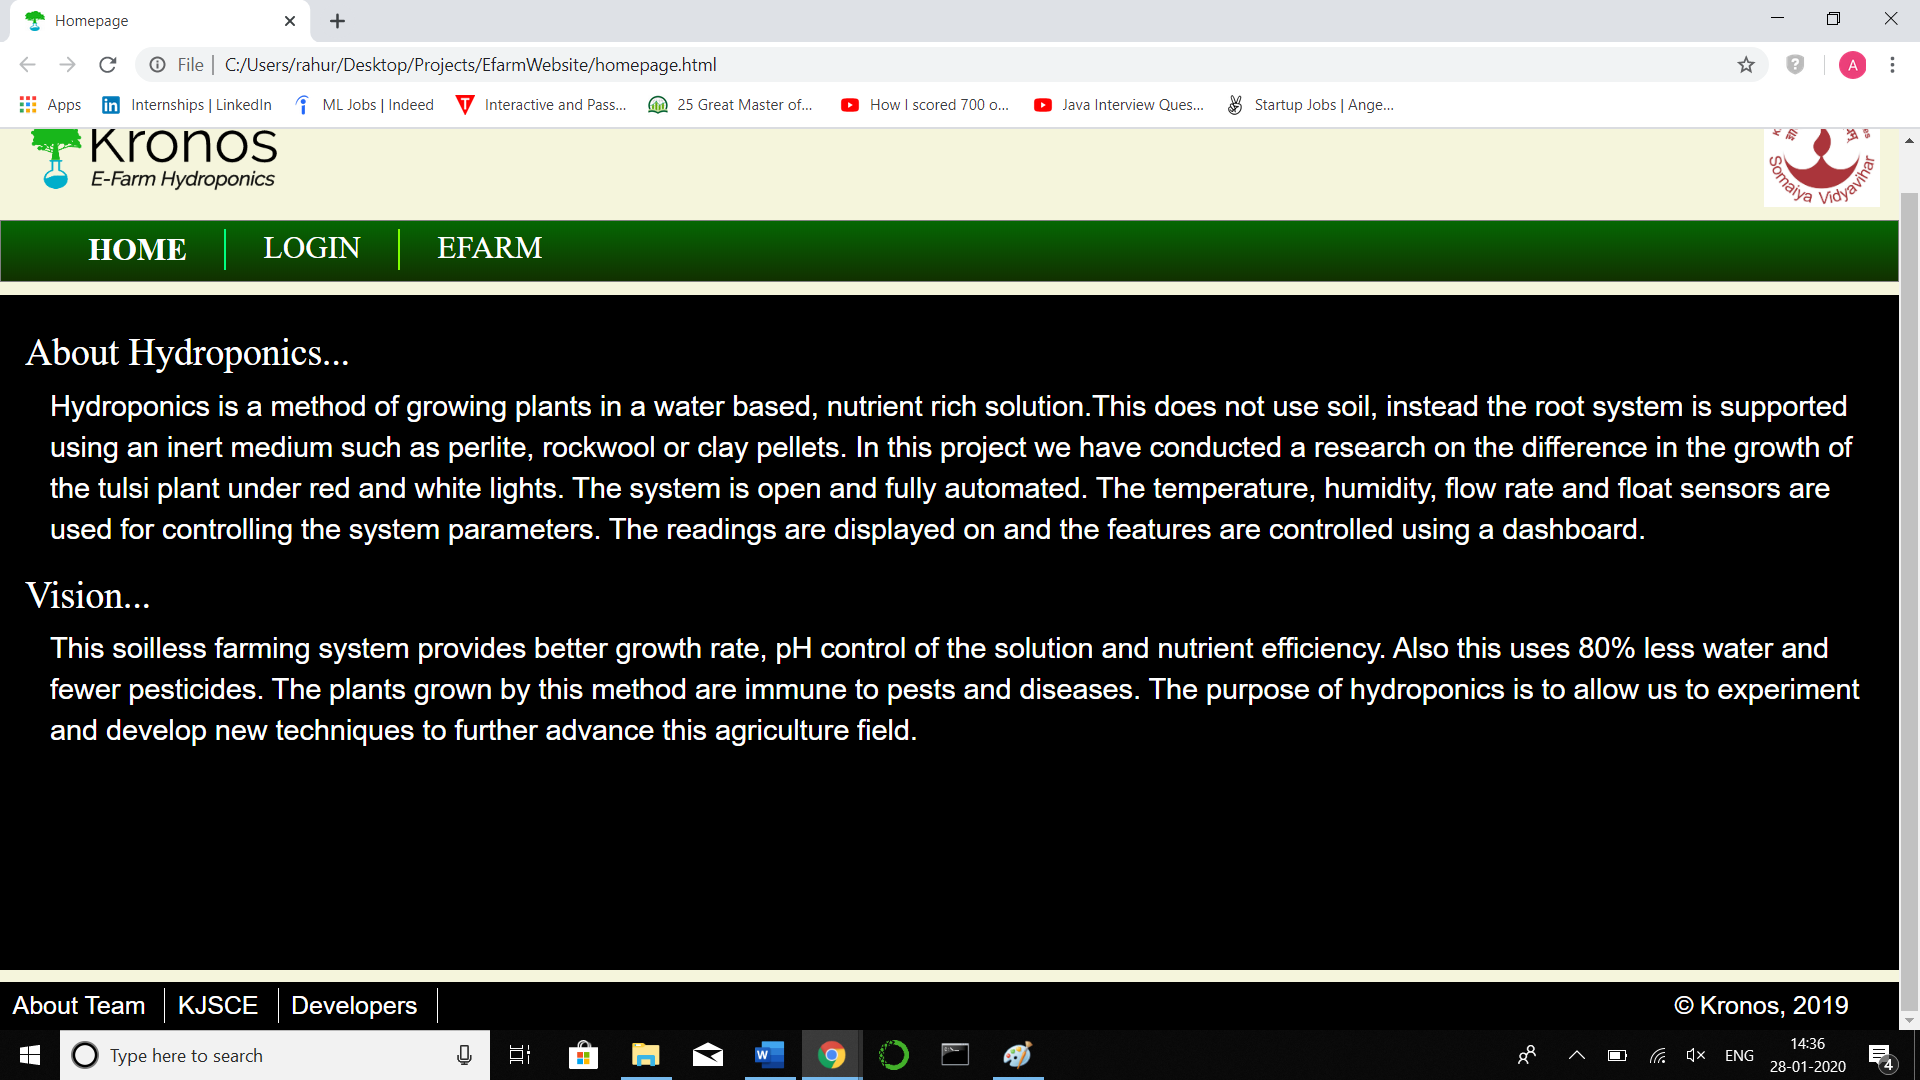 Homepage
File
C:/Users/rahur/Desktop/Projects/EfarmWebsite/homepage.html
A
Apps
Internships | LinkedIn
ML Jobs | Indeed
Interactive and Pass...
25 Great Master of...
How I scored 700 o...
Java Interview Ques...
Startup Jobs | Ange...
Kronos
E-Farm Hydroponics
Somaiya Vidyavihar
HOME
LOGIN
EFARM
About Hydroponics...
Hydroponics is a method of growing plants in a water based, nutrient rich solution.This does not use soil, instead the root system is supported
using an inert medium such as perlite, rockwool or clay pellets. In this project we have conducted a research on the difference in the growth of
the tulsi plant under red and white lights. The system is open and fully automated. The temperature, humidity, flow rate and float sensors are
used for controlling the system parameters. The readings are displayed on and the features are controlled using a dashboard.
Vision...
This soilless farming system provides better growth rate, pH control of the solution and nutrient efficiency. Also this uses 80% less water and
fewer pesticides. The plants grown by this method are immune to pests and diseases. The purpose of hydroponics is to allow us to experiment
and develop new techniques to further advance this agriculture field.
About Team
KJSCE
Developers
© Kronos, 2019
Type here to search
ENG
14:36
28-01-2020
4